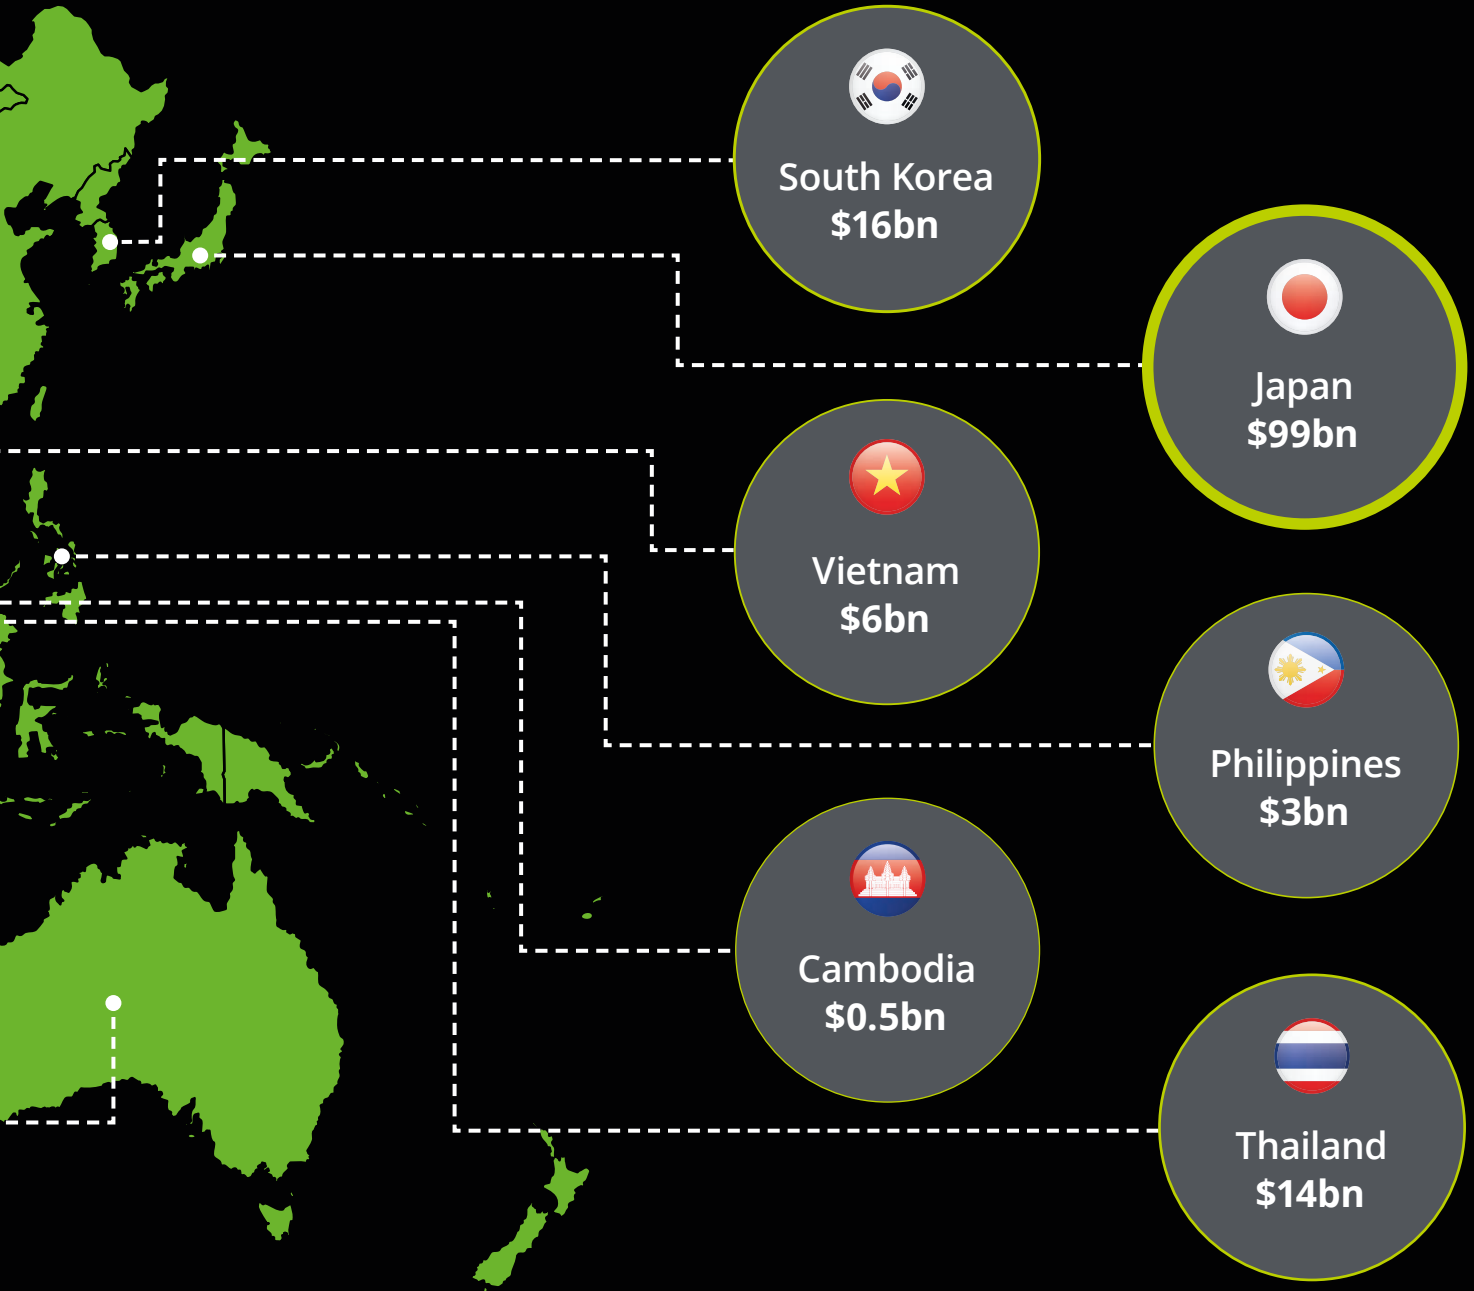 South Korea
$16bn
Japan
$99bn
Vietnam
$6bn
Philippines
$3bn
Cambodia
$0.5bn
Thailand
$14bn